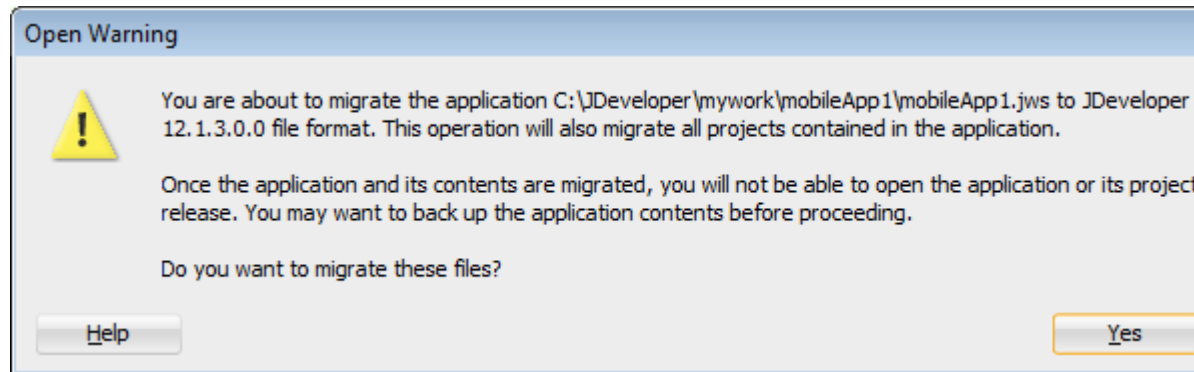 Open Warning
You are about to migrate the application C:\JDeveloper\mywork\mobileApp1\mobileApp1.jws to JDeveloper
12.1.3.0.0 file format. This operation will also migrate all projects contained in the application.
Once the application and its contents are migrated, you will not be able to open the application or its project
release. You may want to back up the application contents before proceeding.
Do you want to migrate these files?
Help
Yes